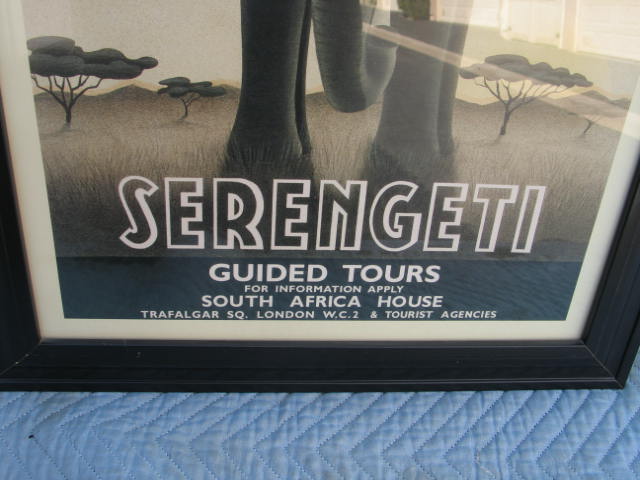 SERENGETI
GUIDED TOURS
FOR INFORMATION APPLY
SOUTH AFRICA HOUSE
TRAFALGAR SQ. LONDON W.C.2 & TOURIST AGENCIES